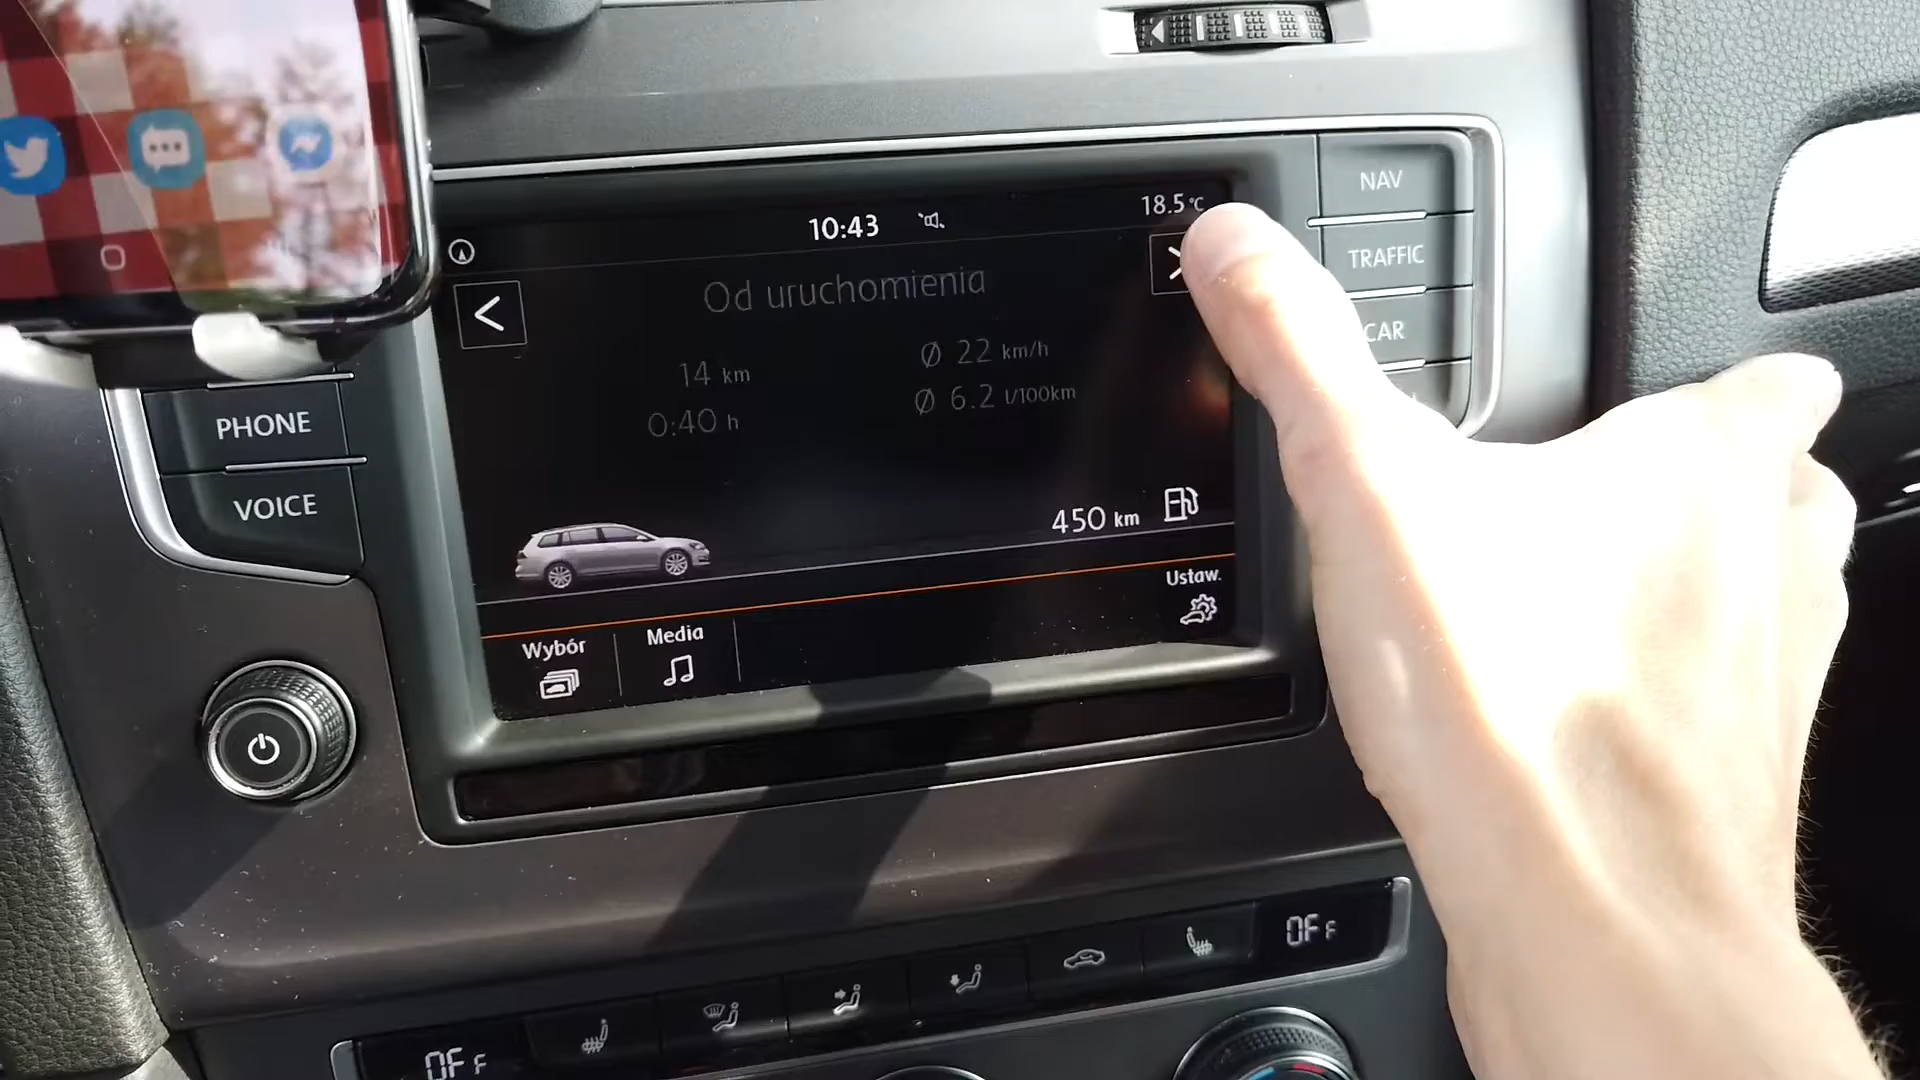 10:43
18.5 °C
Od uruchomienia
14 km
Ø 22 km/h
0:40 h
Ø 6.2 l/100km
450 km
Ustaw.
Wybór
Media
NAV
TRAFFIC
CAR
PHONE
VOICE
OFF
OFF